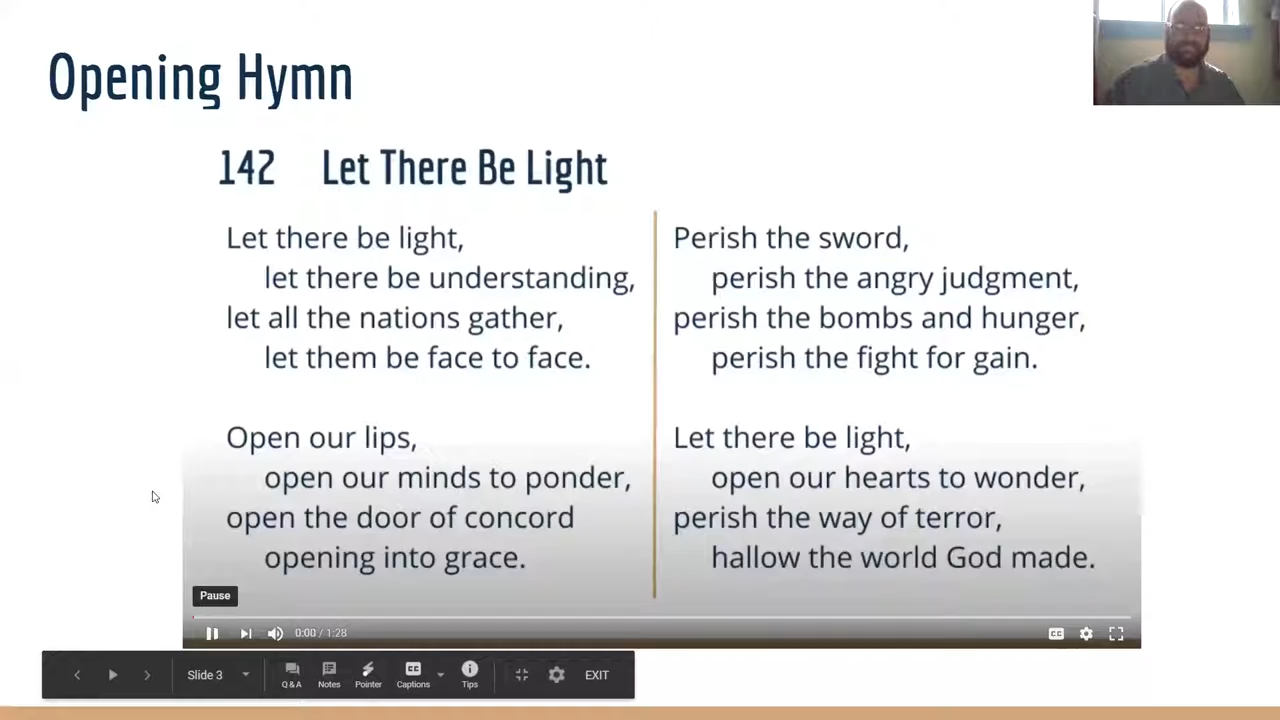 Opening Hymn
142 Let There Be Light
Let there be light,
let there be understanding,
let all the nations gather,
let them be face to face.
Open our lips,
open our minds to ponder,
open the door of concord
opening into grace.
Perish the sword,
perish the angry judgment,
perish the bombs and hunger,
perish the fight for gain.
Let there be light,
open our hearts to wonder,
perish the way of terror,
hallow the world God made.
Pause
0:00 / 1:28
CC
Slide 3
Q & A
Notes
Pointer
CC
Captions
Tips
EXIT